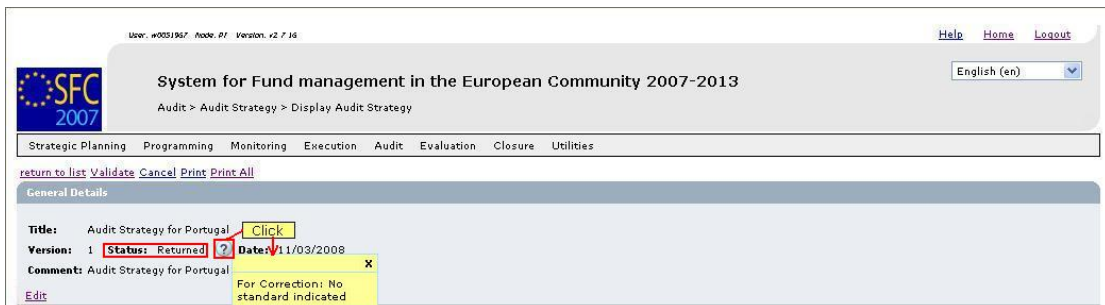 User. w0051967 Node. P1 Version. v2 7 16
Help Home Logout
English (en)
SFC
2007
System for Fund management in the European Community 2007-2013
Audit > Audit Strategy > Display Audit Strategy
Strategic Planning Programming Monitoring Execution Audit Evaluation Closure Utilities
return to list Validate Cancel Print Print All
General Details
Title: Audit Strategy for Portugal Click
Version: 1 Status: Returned ? Date: 11/03/2008
x
Comment: Audit Strategy for Portugal
For Correction: No
standard indicated
Edit